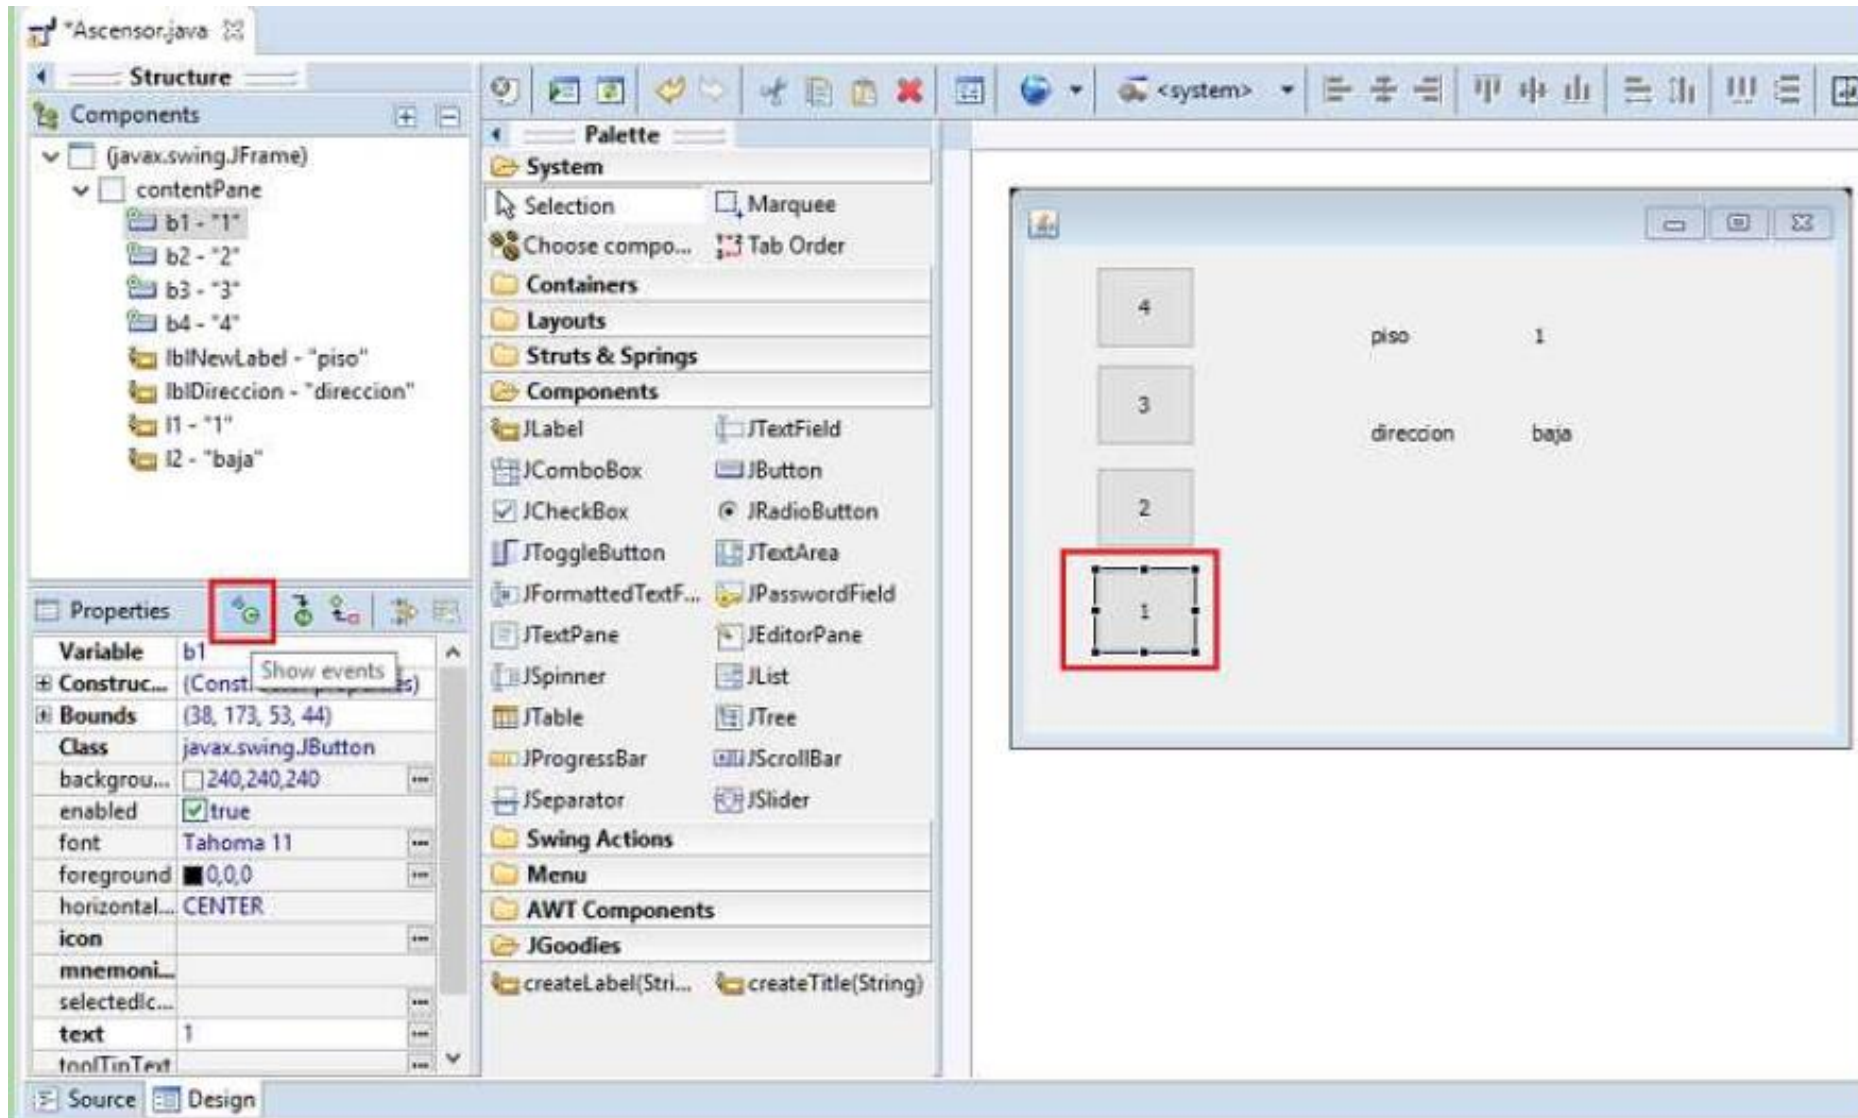 *Ascensor.java
Structure
Components
(javax.swing.JFrame)
contentPane
b1 - "1"
b2 - "2"
b3 - "3"
b4 - "4"
lblNewLabel - "piso"
lblDireccion - "direccion"
l1 - "1"
l2 - "baja"
Properties
Show events
Variable b1
Construc... (Const
s)
Bounds (38, 173, 53, 44)
Class javax.swing.JButton
backgrou... 240,240,240
enabled true
font Tahoma 11
foreground 0,0,0
horizontal... CENTER
icon
mnemoni...
selectedIc...
text 1
toolTipText
Source Design
<system>
Palette
System
Selection Marquee
Choose compo... Tab Order
Containers
Layouts
Struts & Springs
Components
JLabel JTextField
JComboBox JButton
JCheckBox JRadioButton
JToggleButton JTextArea
JFormattedTextF... JPasswordField
JTextPane JEditorPane
JSpinner JList
JTable JTree
JProgressBar JScrollBar
JSeparator JSlider
Swing Actions
Menu
AWT Components
JGoodies
createLabel(Stri... createTitle(String)
4
piso 1
3
direccion baja
2
1